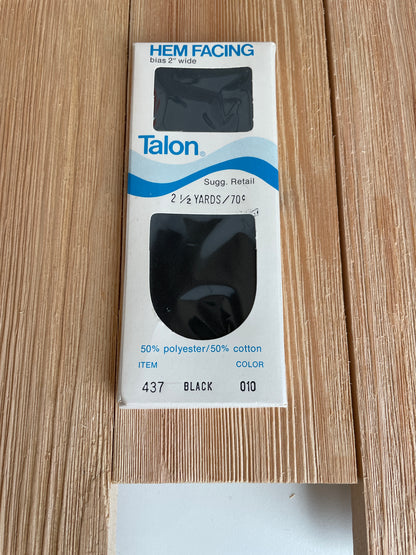 HEM FACING
bias 2" wide
Talon®
Sugg. Retail
2 1/2 YARDS/70¢
50% polyester/50% cotton
ITEM COLOR
437 BLACK 010